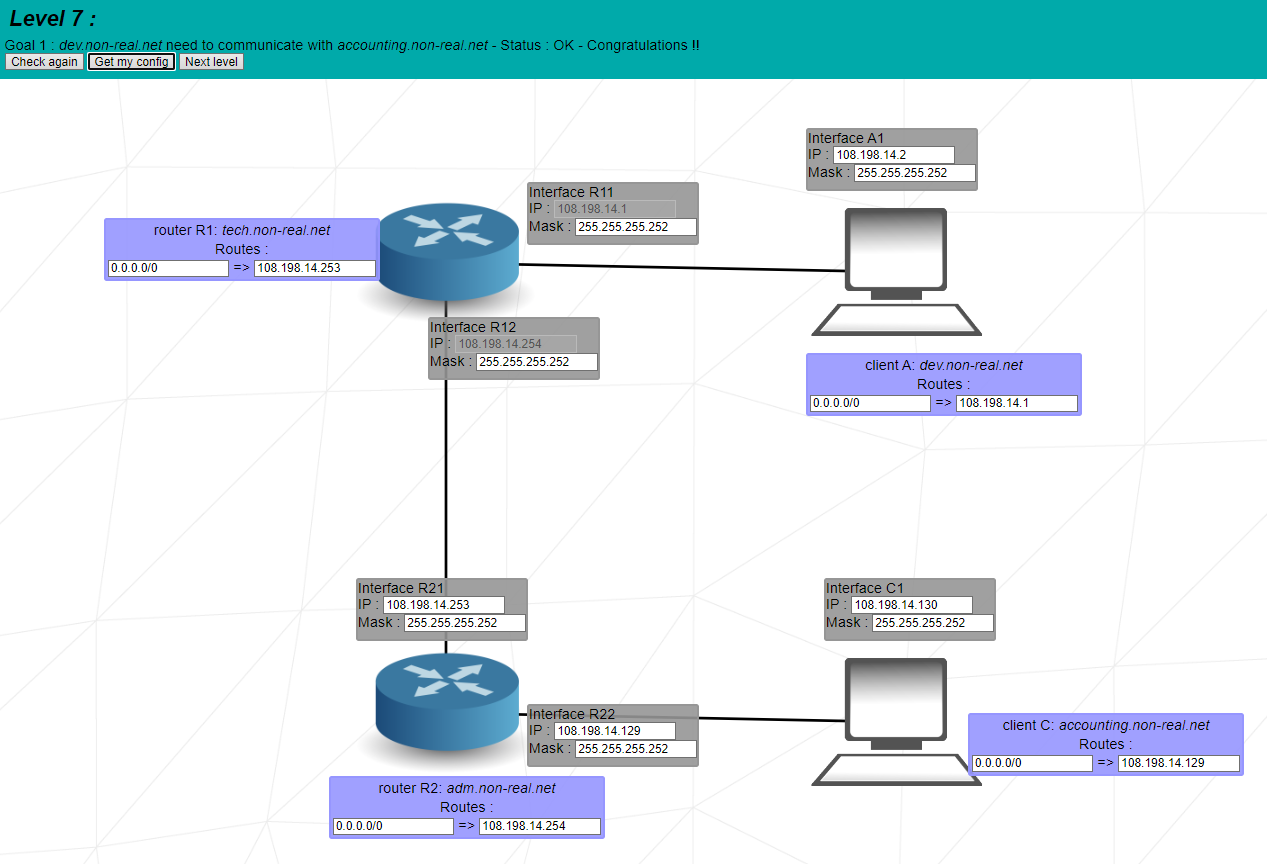 Level 7 :
Goal 1 : dev.non-real.net need to communicate with accounting.non-real.net - Status : OK - Congratulations !!
Check again Get my config Next level
Interface A1
IP : 108.198.14.2
Mask : 255.255.255.252
Interface R11
IP : 108.198.14.1
Mask : 255.255.255.252
router R1: tech.non-real.net
Routes :
0.0.0.0/0 => 108.198.14.253
Interface R12
IP : 108.198.14.254
Mask : 255.255.255.252
client A: dev.non-real.net
Routes :
0.0.0.0/0 => 108.198.14.1
Interface R21
IP : 108.198.14.253
Mask : 255.255.255.252
Interface C1
IP : 108.198.14.130
Mask : 255.255.255.252
Interface R22
IP : 108.198.14.129
Mask : 255.255.255.252
client C: accounting.non-real.net
Routes :
0.0.0.0/0 => 108.198.14.129
router R2: adm.non-real.net
Routes :
0.0.0.0/0 => 108.198.14.254